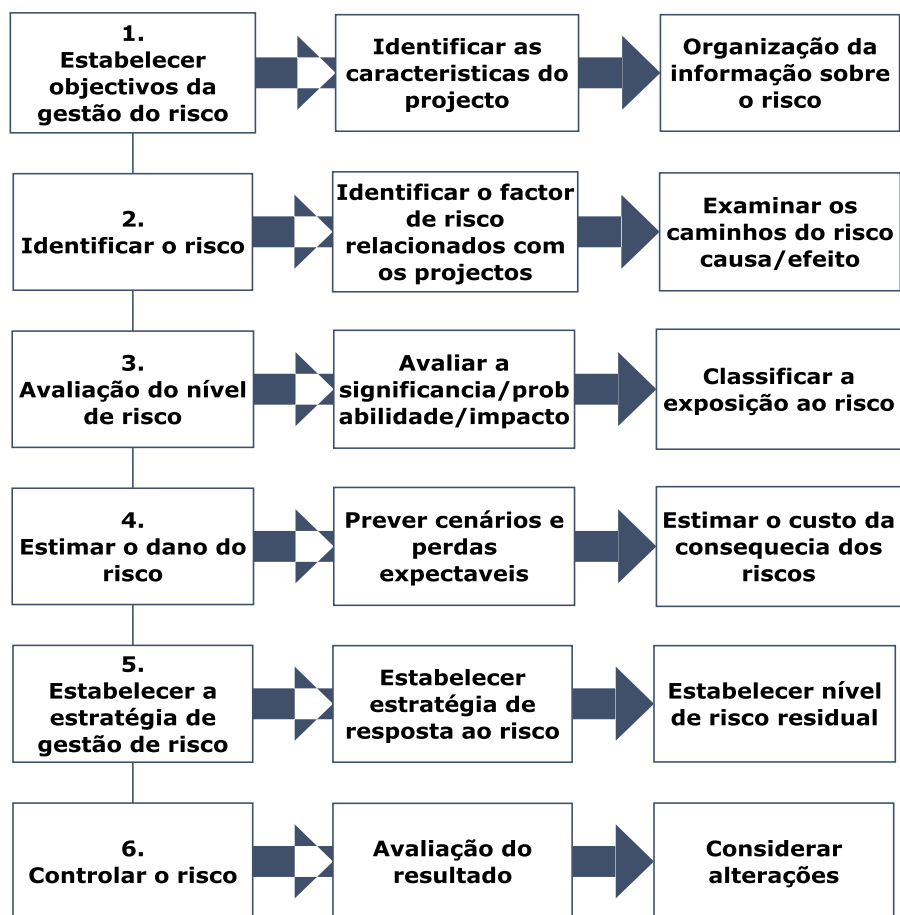 1.
Estabelecer
objectivos da
gestão do risco
Identificar as
caracteristicas do
projecto
Organização da
informação sobre
o risco
2.
Identificar o risco
Identificar o factor
de risco
relacionados com
os projectos
Examinar os
caminhos do risco
causa/efeito
3.
Avaliação do nível
de risco
Avaliar a
significancia/prob
abilidade/impacto
Classificar a
exposição ao risco
4.
Estimar o dano do
risco
Prever cenários e
perdas
expectaveis
Estimar o custo da
consequecia dos
riscos
5.
Estabelecer a
estratégia de
gestão de risco
Estabelecer
estratégia de
resposta ao risco
Estabelecer nível
de risco residual
6.
Controlar o risco
Avaliação do
resultado
Considerar
alterações